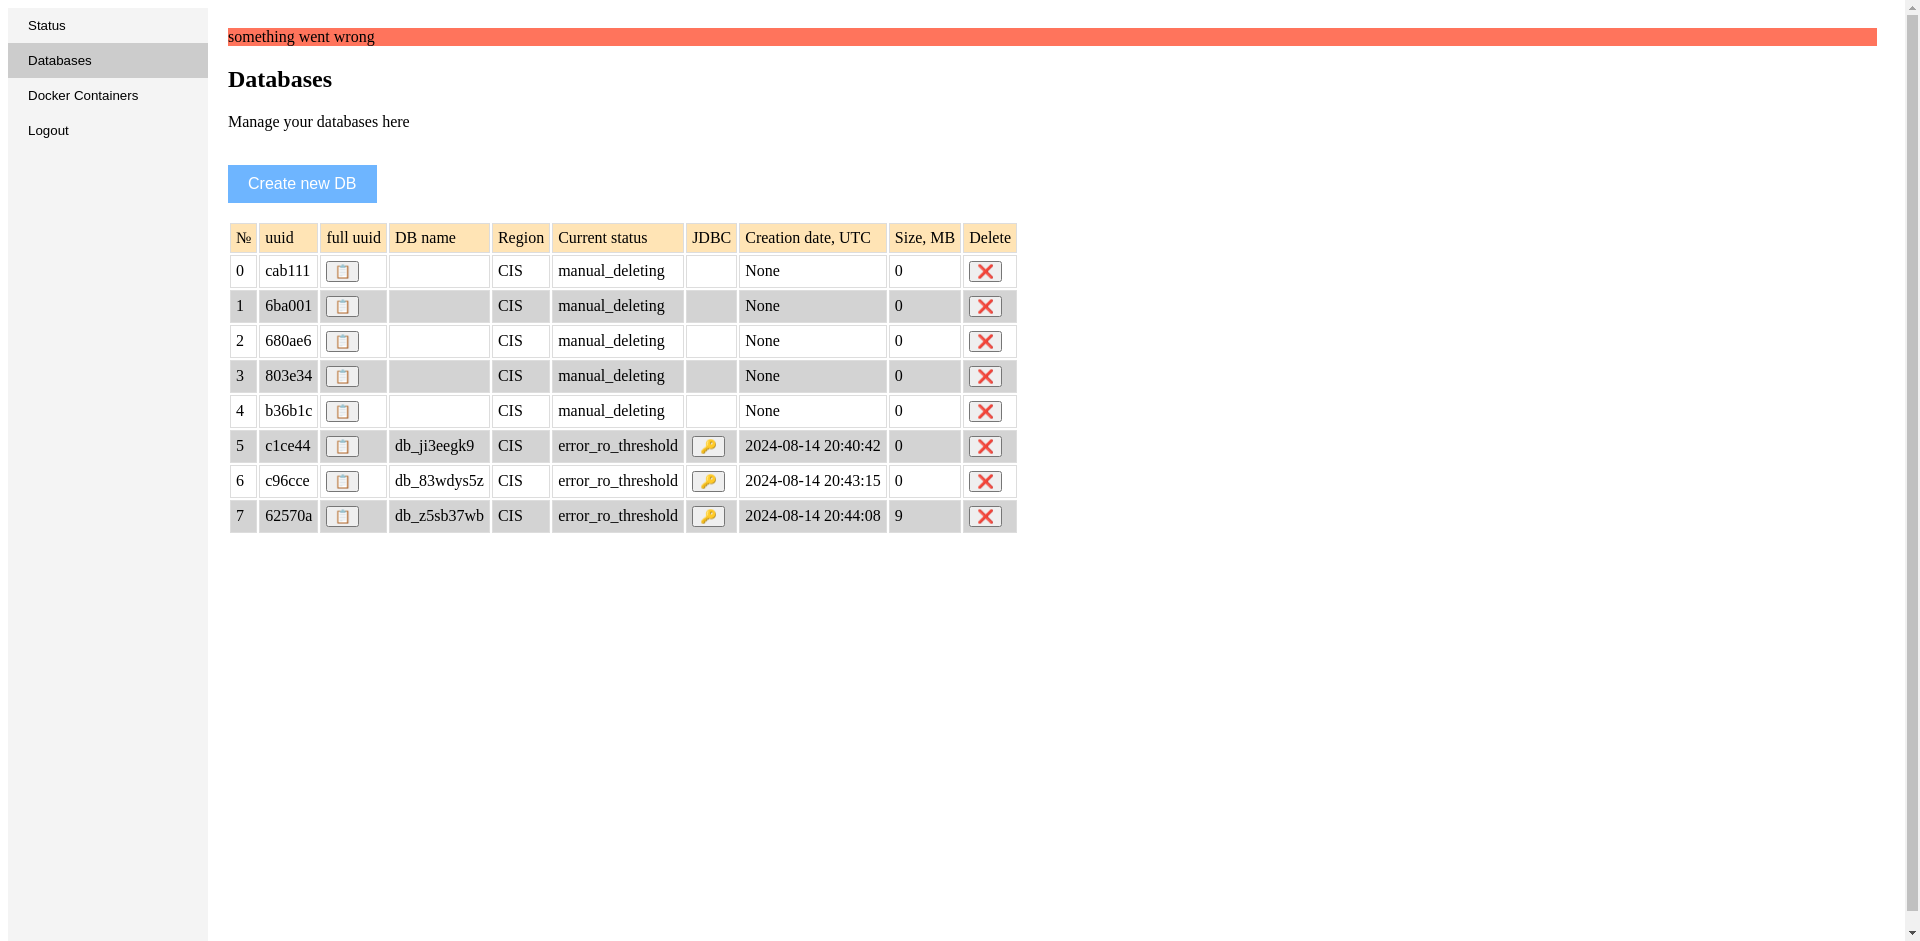 Status
Databases
Docker Containers
Logout
something went wrong
Databases
Manage your databases here
Create new DB
№ uuid full uuid DB name Region Current status JDBC Creation date, UTC Size, MB Delete
0 cab111 CIS manual_deleting None 0
1 6ba001 CIS manual_deleting None 0
2 680ae6 CIS manual_deleting None 0
3 803e34 CIS manual_deleting None 0
4 b36b1c CIS manual_deleting None 0
5 c1ce44 db_ji3eegk9 CIS error_ro_threshold 2024-08-14 20:40:42 0
6 c96cce db_83wdys5z CIS error_ro_threshold 2024-08-14 20:43:15 0
7 62570a db_z5sb37wb CIS error_ro_threshold 2024-08-14 20:44:08 9